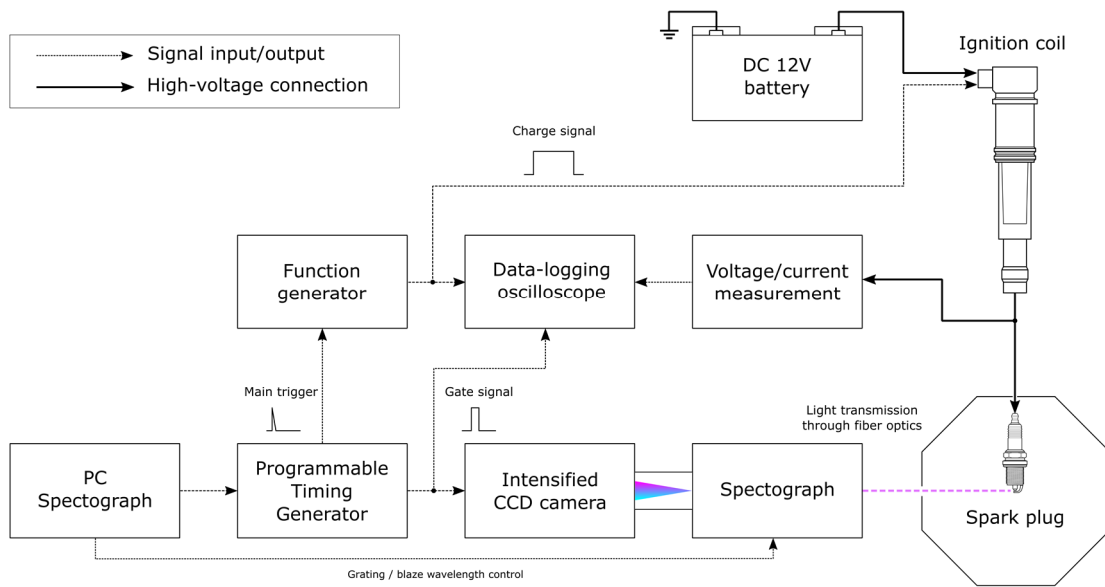 Signal input/output
High-voltage connection
DC 12V
battery
Ignition coil
Charge signal
Function
generator
Data-logging
oscilloscope
Voltage/current
measurement
Main trigger
Gate signal
Light transmission
through fiber optics
PC
Spectograph
Programmable
Timing
Generator
Intensified
CCD camera
Spectograph
Spark plug
Grating / blaze wavelength control